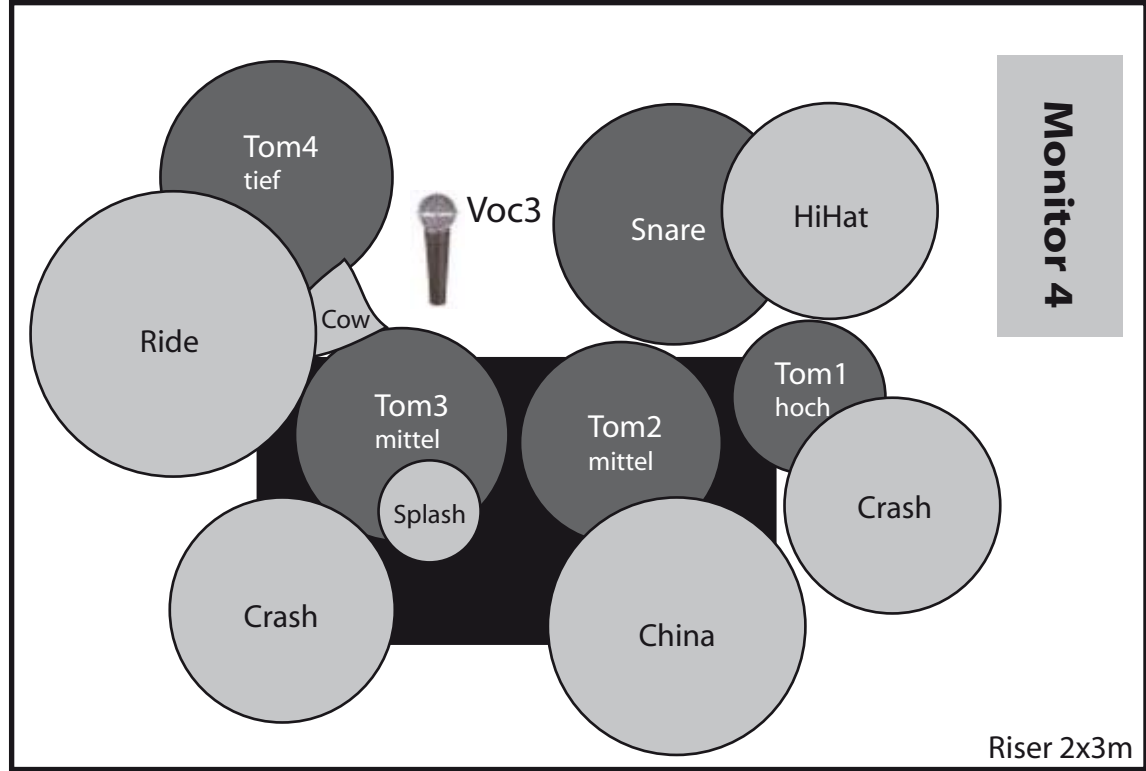 Tom4
tief
Voc3
Snare
HiHat
Monitor 4
Ride
Cow
Tom3
mittel
Tom2
mittel
Tom1
hoch
Splash
Crash
Crash
China
Riser 2x3m